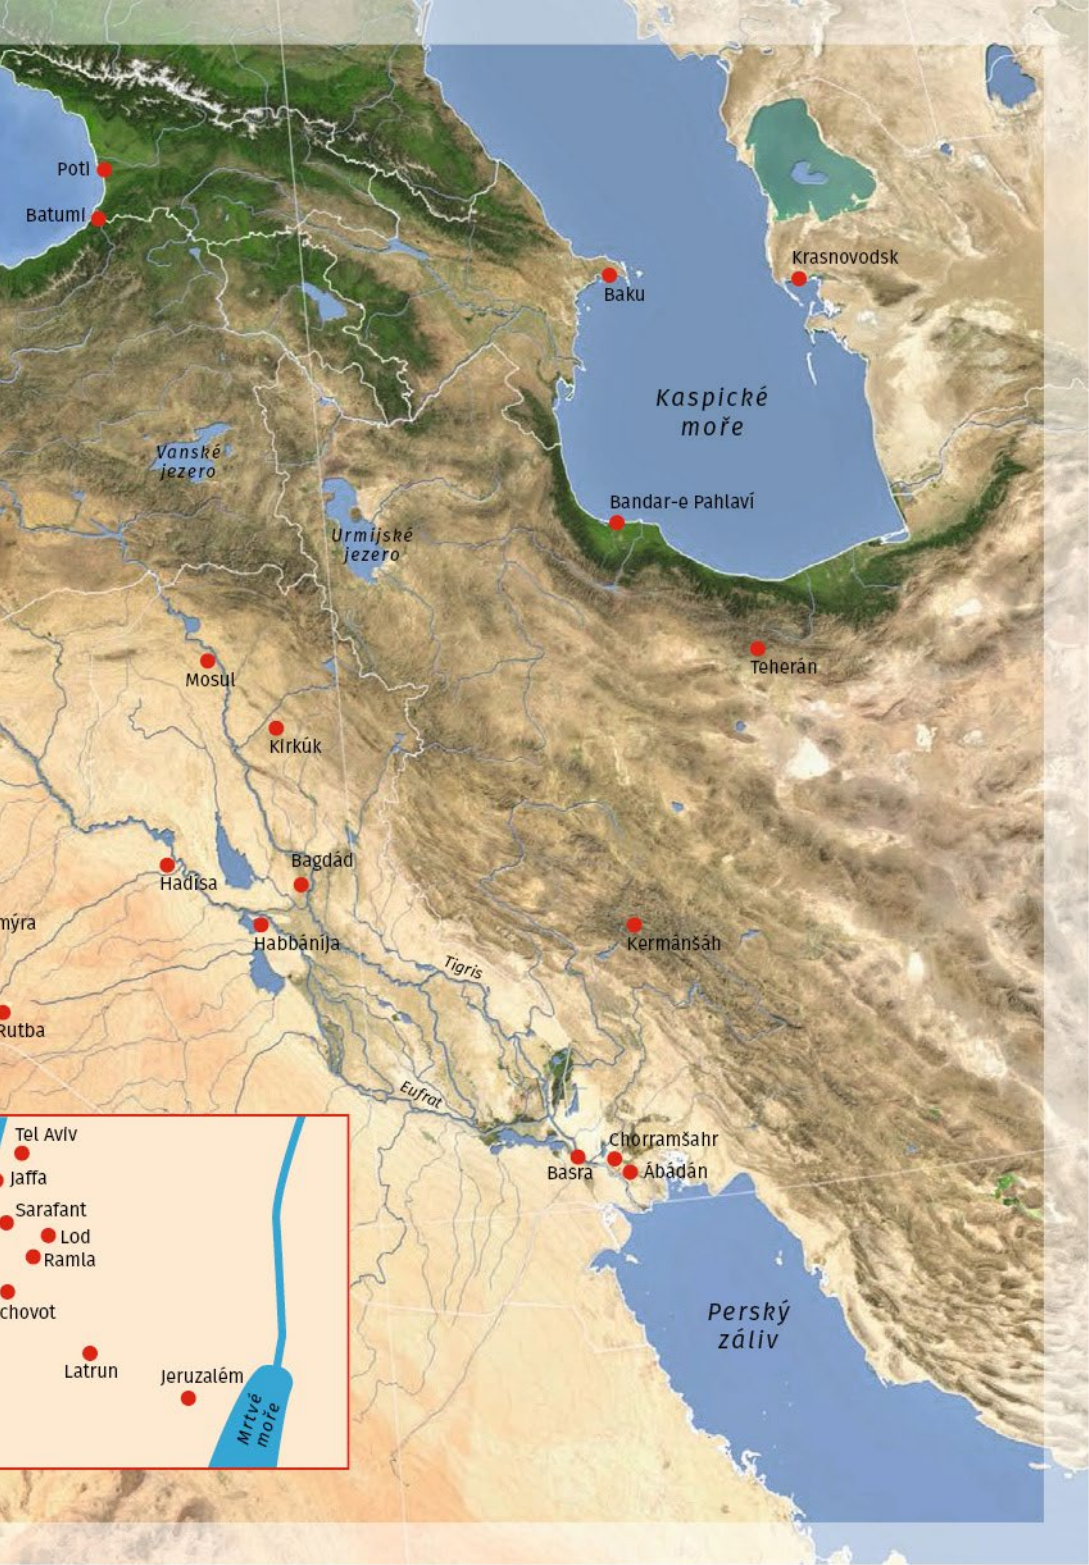 Poti
Batumi
Krasnovodsk
Baku
Kaspické
moře
Vanské
jezero
Bandar-e Pahlaví
Urmijské
jezero
Teherán
Mosul
Kirkúk
Bagdád
Hadísa
mýra
Habbáníja
Kermánšáh
Tigris
Rutba
Eufrat
Tel Aviv
Chorramšahr
Basra
Ábádán
Jaffa
Sarafant
Lod
Ramla
chovot
Perský
záliv
Latrun
Jeruzalém
Mrtvé
moře